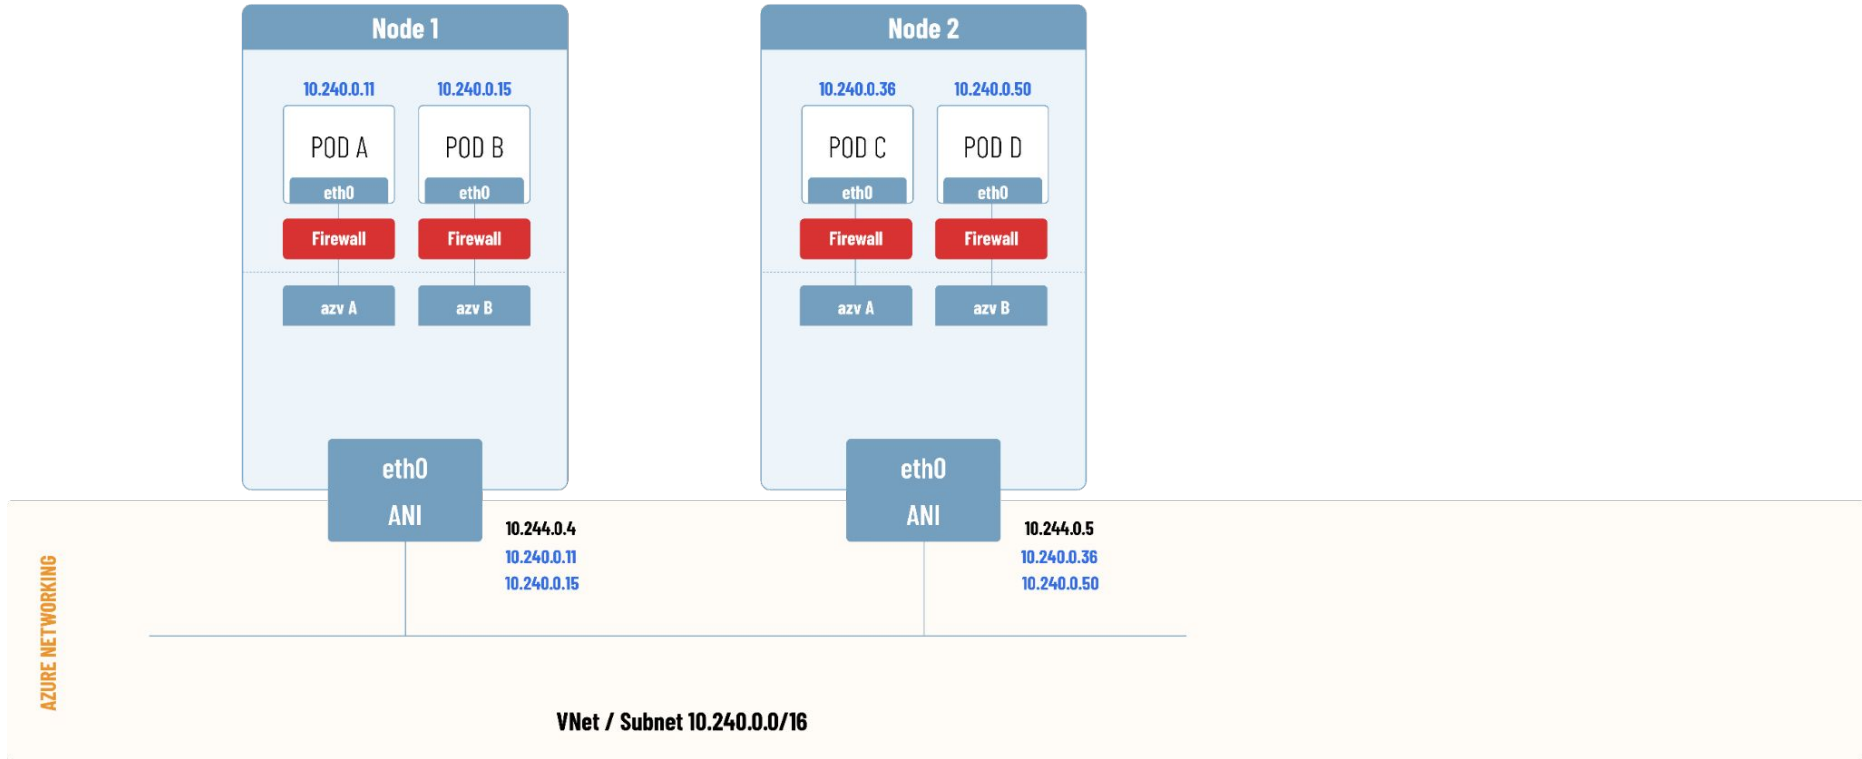 Node 1
10.240.0.11 10.240.0.15
POD A POD B
eth0 eth0
Firewall Firewall
azv A azv B
eth0
ANI
10.244.0.4
10.240.0.11
10.240.0.15
Node 2
10.240.0.36 10.240.0.50
POD C POD D
eth0 eth0
Firewall Firewall
azv A azv B
eth0
ANI
10.244.0.5
10.240.0.36
10.240.0.50
AZURE NETWORKING
VNet / Subnet 10.240.0.0/16